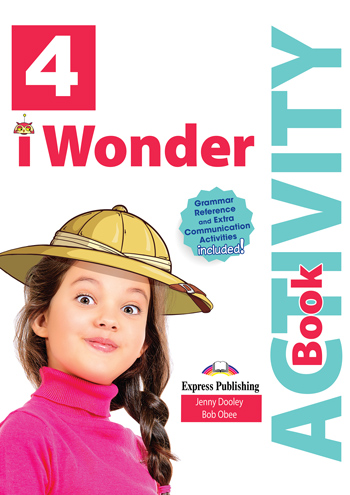 4
i Wonder
Grammar
Reference
and Extra
Communication
Activities
included!
ACTIVITY
Book
Express Publishing
Jenny Dooley
Bob Obee